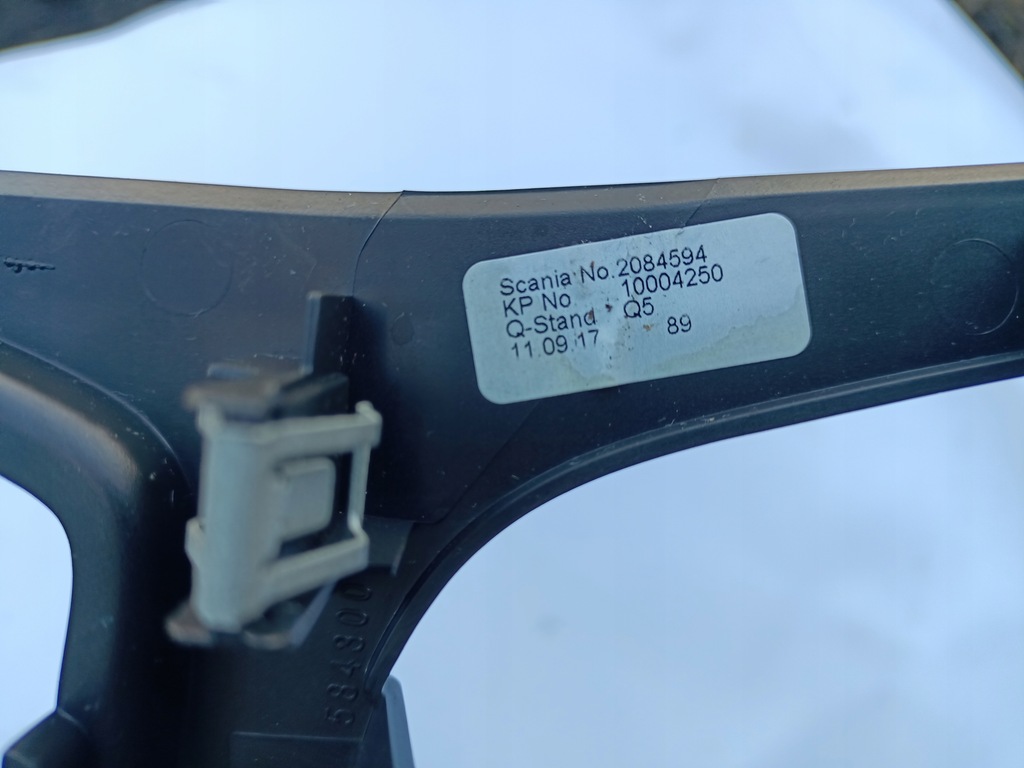 Scania No.2084594
KP No 10004250
Q-Stand Q5
11.09.17 89
584800